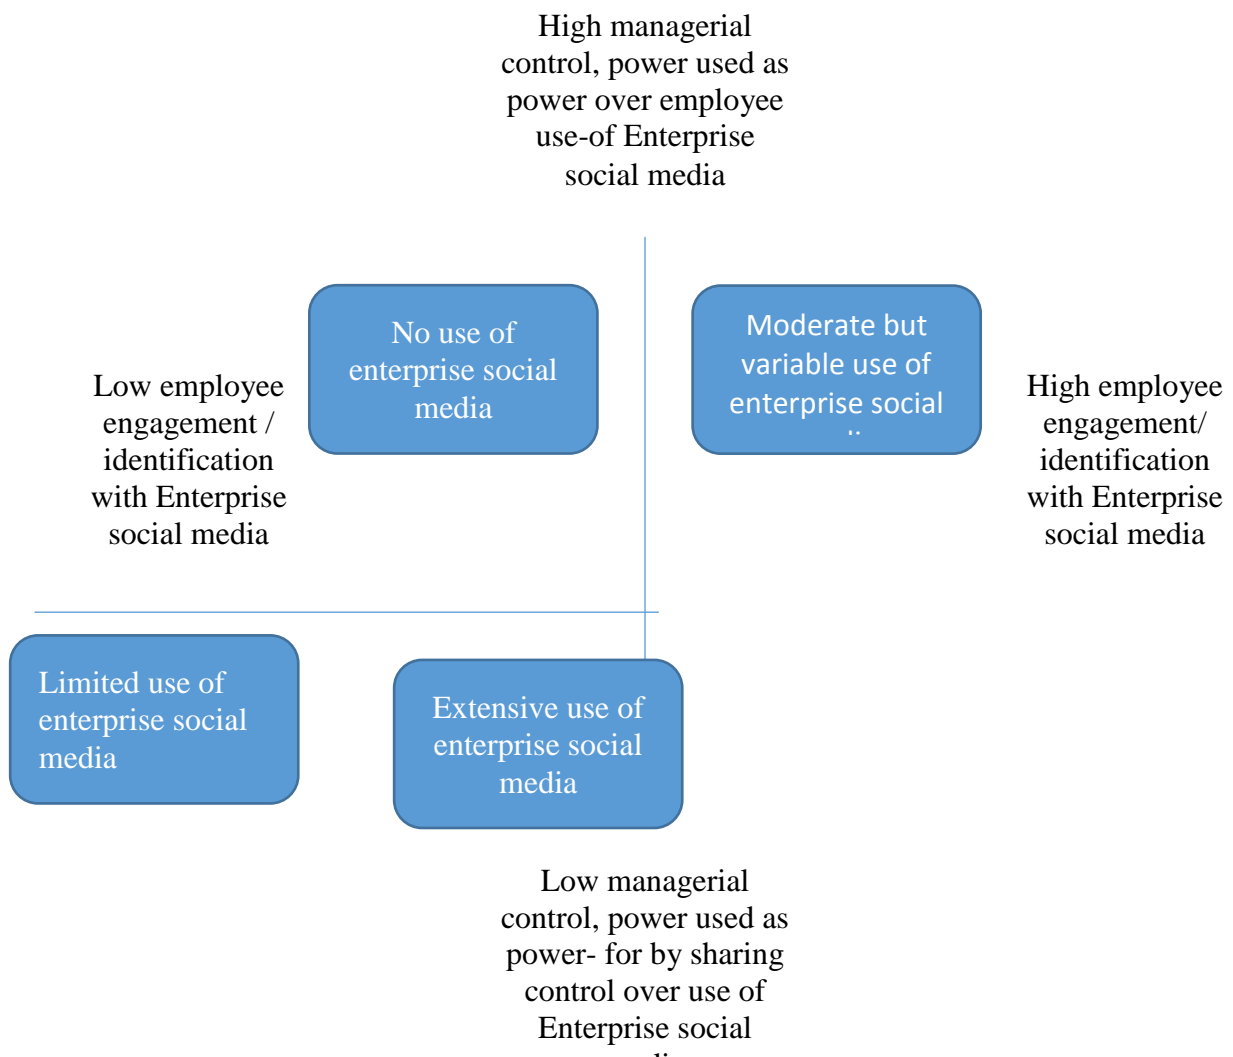 High managerial
control, power used as
power over employee
use-of Enterprise
social media
No use of
enterprise social
media
Moderate but
variable use of
enterprise social
Low employee
engagement /
identification
with Enterprise
social media
High employee
engagement/
identification
with Enterprise
social media
Limited use of
enterprise social
media
Extensive use of
enterprise social
media
Low managerial
control, power used as
power- for by sharing
control over use of
Enterprise social